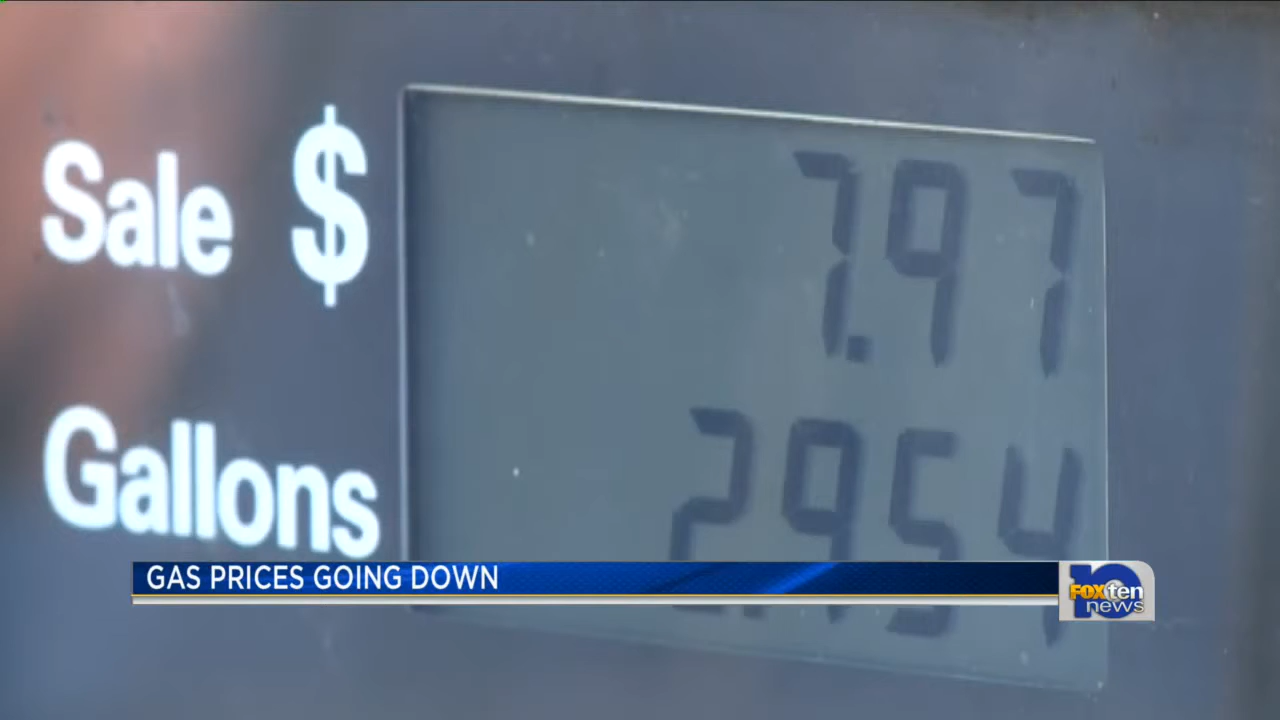 Sale $ 7.97
Gallons 2.954
GAS PRICES GOING DOWN
10
FOX ten
news